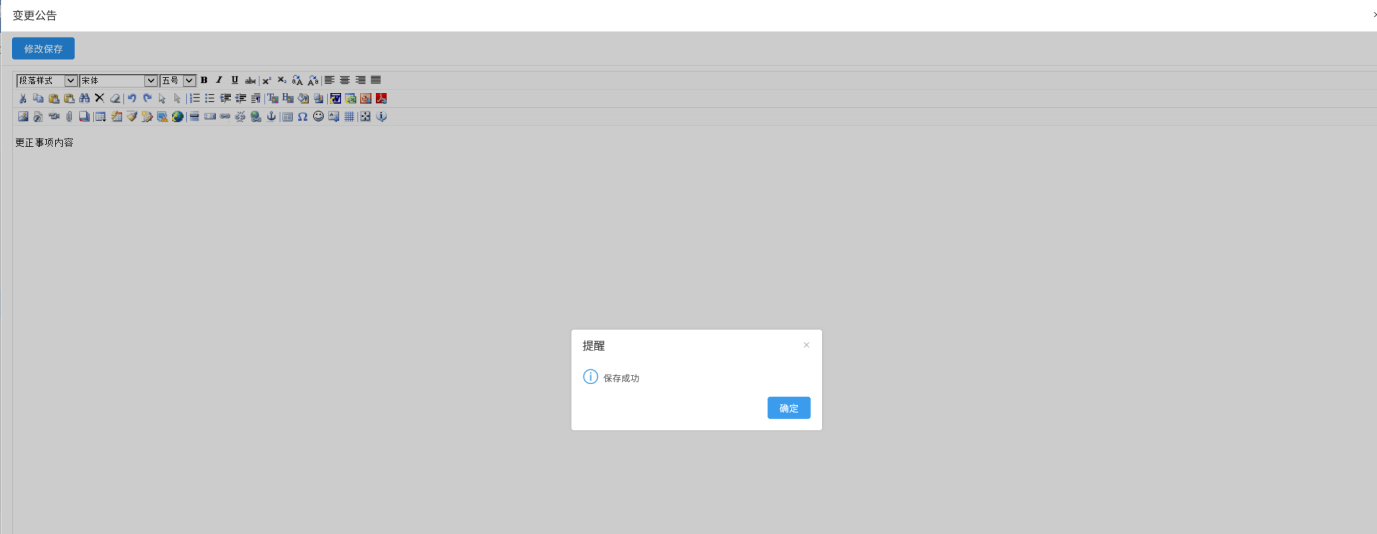 变更公告
修改保存
段落样式 宋体 五号
更正事项内容
提醒
保存成功
确定